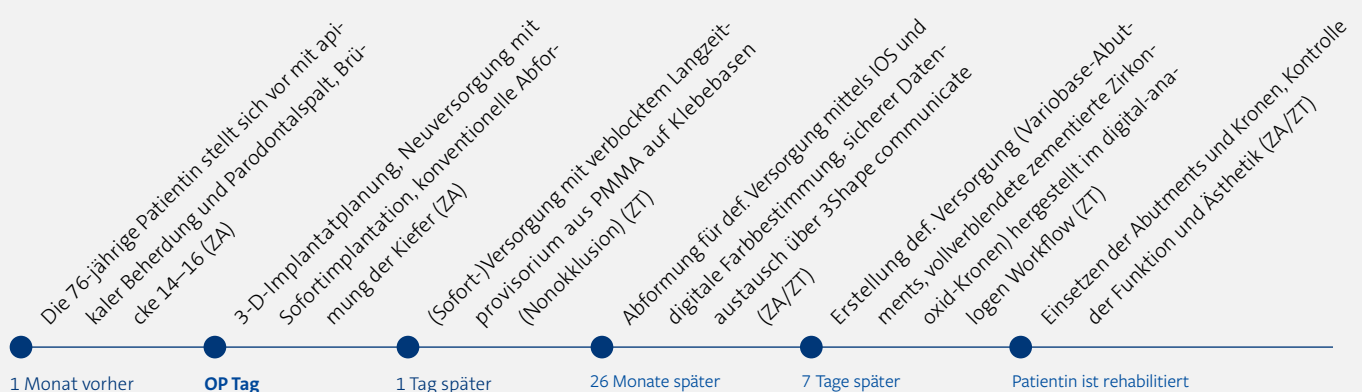 Die 76-jährige Patientin stellt sich vor mit api-
kaler Beherdung und Parodontalspalt, Brü-
cke 14–16 (ZA)
3-D-Implantatplanung, Neuversorgung mit
Sofortimplantation, konventionelle Abfor-
mung der Kiefer (ZA)
(Sofort-)Versorgung mit verblocktem Langzeit-
provisorium aus PMMA auf Klebebasen
(Nonokklusion) (ZT)
Abformung für def. Versorgung mittels IOS und
digitale Farbbestimmung, sicherer Daten-
austausch über 3Shape communicate
(ZA/ZT)
Erstellung def. Versorgung (Variobase-Abut-
ments, vollverblendete zementierte Zirkon-
oxid-Kronen) hergestellt im digital-ana-
logen Workflow (ZT)
Einsetzen der Abutments und Kronen, Kontrolle
der Funktion und Ästhetik (ZA/ZT)
1 Monat vorher
OP Tag
1 Tag später
26 Monate später
7 Tage später
Patientin ist rehabilitiert